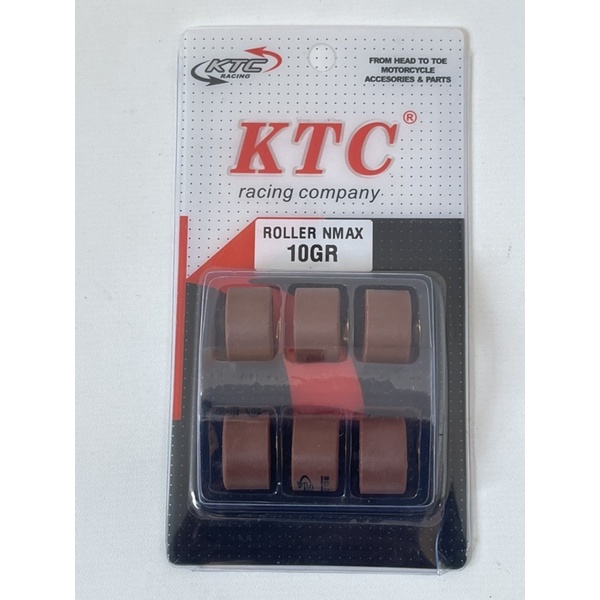 KTC
RACING
FROM HEAD TO TOE
MOTORCYCLE
ACCESORIES & PARTS
KTC®
racing company
ROLLER NMAX
10GR